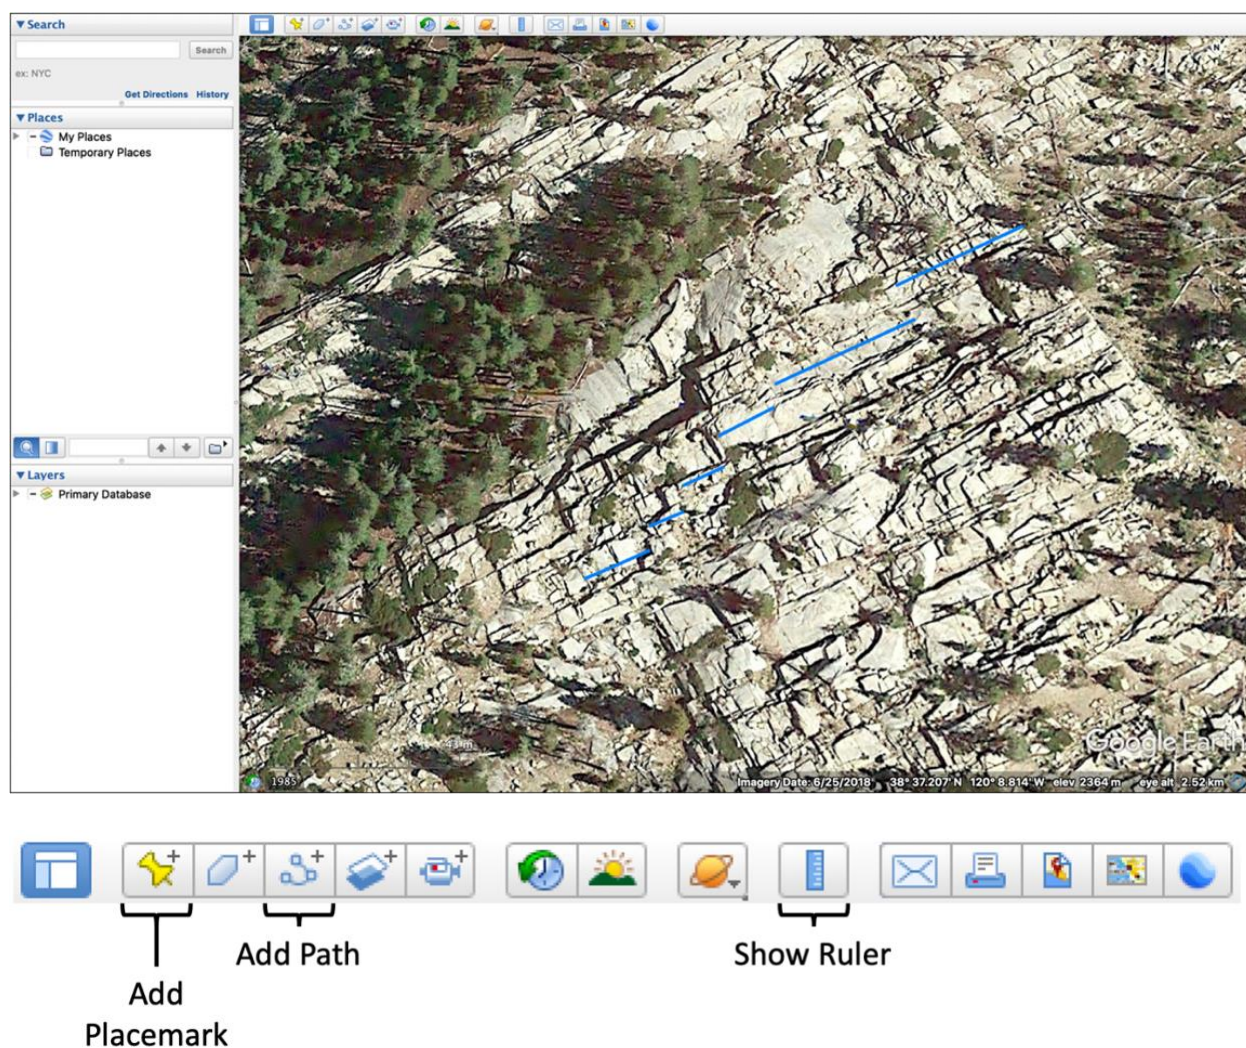 Search
Search
ex: NYC
Get Directions History
Places
My Places
Temporary Places
Layers
Primary Database
N
43 m
Google Earth
1985
Imagery Date: 6/25/2018 38° 37.207' N 120° 8.814' W elev 2364 m eye alt 2.52 km
Add Path
Show Ruler
Add
Placemark